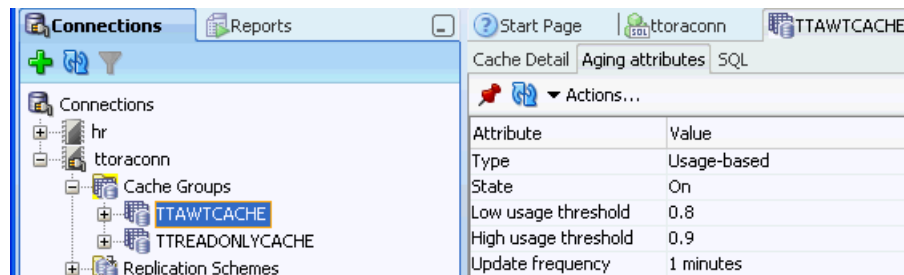 Connections Reports
Connections
hr
ttoraconn
Cache Groups
TTAWTCACHE
TTREADONLYCACHE
Replication Schemes
Start Page ttoraconn TTAWTCACHE
Cache Detail Aging attributes SQL
Actions...
Attribute Value
Type Usage-based
State On
Low usage threshold 0.8
High usage threshold 0.9
Update frequency 1 minutes